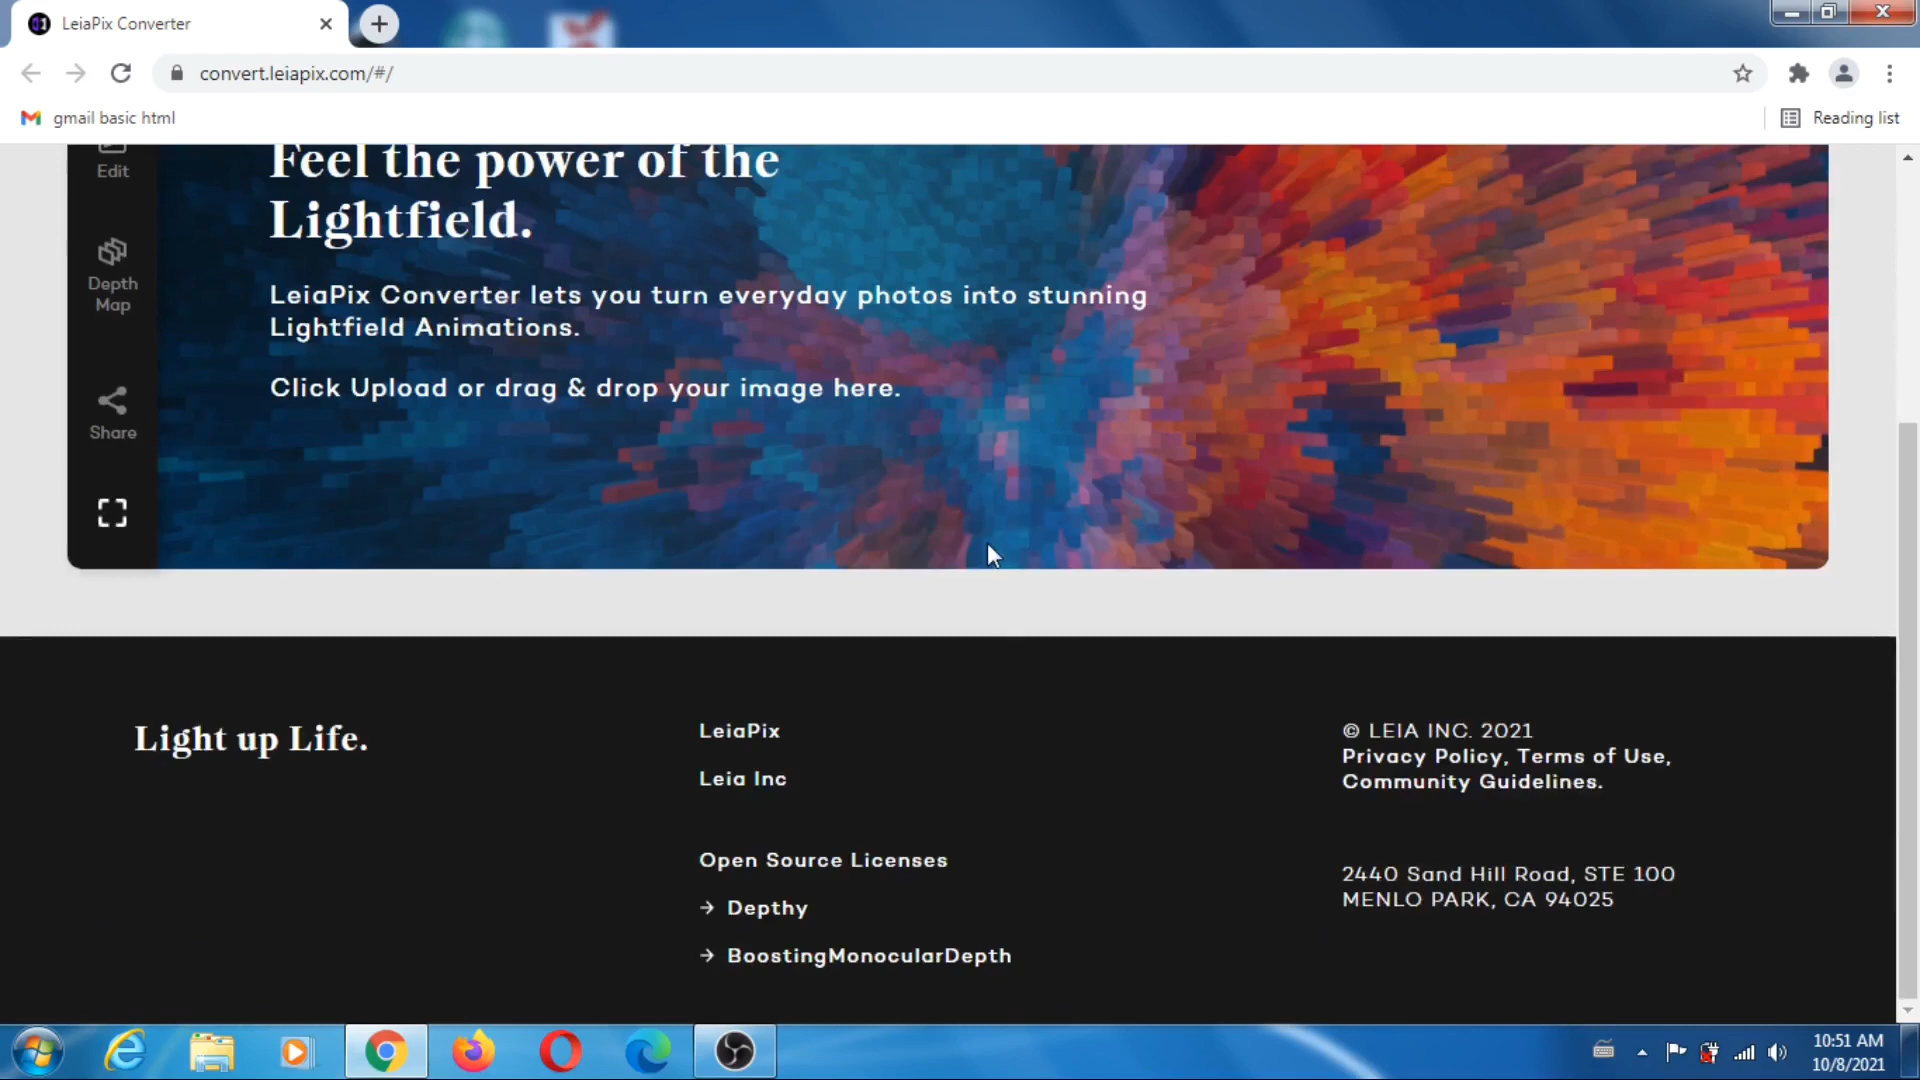 LeiaPix Converter
convert.leiapix.com/#/
gmail basic html
Reading list
Edit
Depth
Map
Share
Feel the power of the
Lightfield.
LeiaPix Converter lets you turn everyday photos into stunning
Lightfield Animations.
Click Upload or drag & drop your image here.
Light up Life.
LeiaPix
Leia Inc
Open Source Licenses
→ Depthy
→ BoostingMonocularDepth
© LEIA INC. 2021
Privacy Policy, Terms of Use,
Community Guidelines.
2440 Sand Hill Road, STE 100
MENLO PARK, CA 94025
10:51 AM
10/8/2021